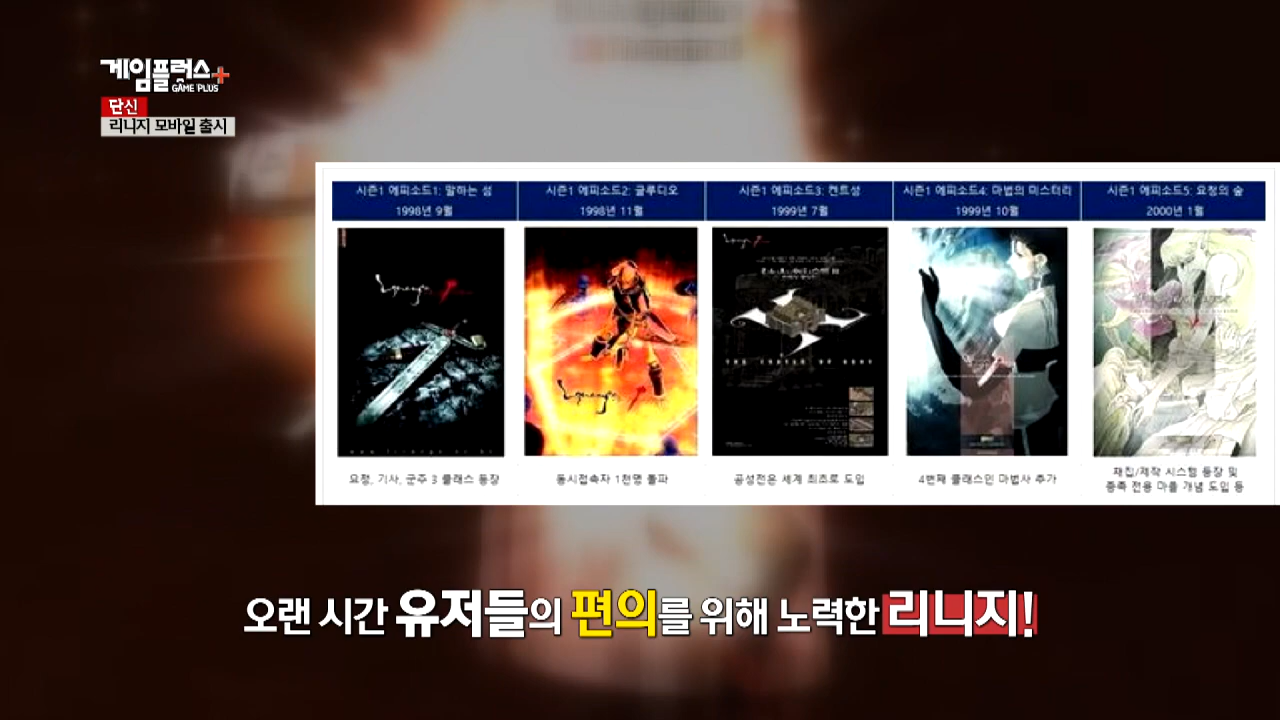 게임플러스+
GAME PLUS
단신
리니지 모바일 출시
시즌1 에피소드1: 말하는 섬
1998년 9월
시즌1 에피소드2: 글루디오
1998년 11월
시즌1 에피소드3: 켄트성
1999년 7월
시즌1 에피소드4: 마법의 미스터리
1999년 10월
시즌1 에피소드5: 요정의 숲
2000년 1월
Lineage
Lineage
Lineage
요정, 기사, 군주 3 클래스 등장
동시접속자 1천명 돌파
공성전은 세계 최초로 도입
4번째 클래스인 마법사 추가
채집/제작 시스템 등장 및
종족 전용 마을 개념 도입 등
오랜 시간 유저들의 편의를 위해 노력한 리니지!